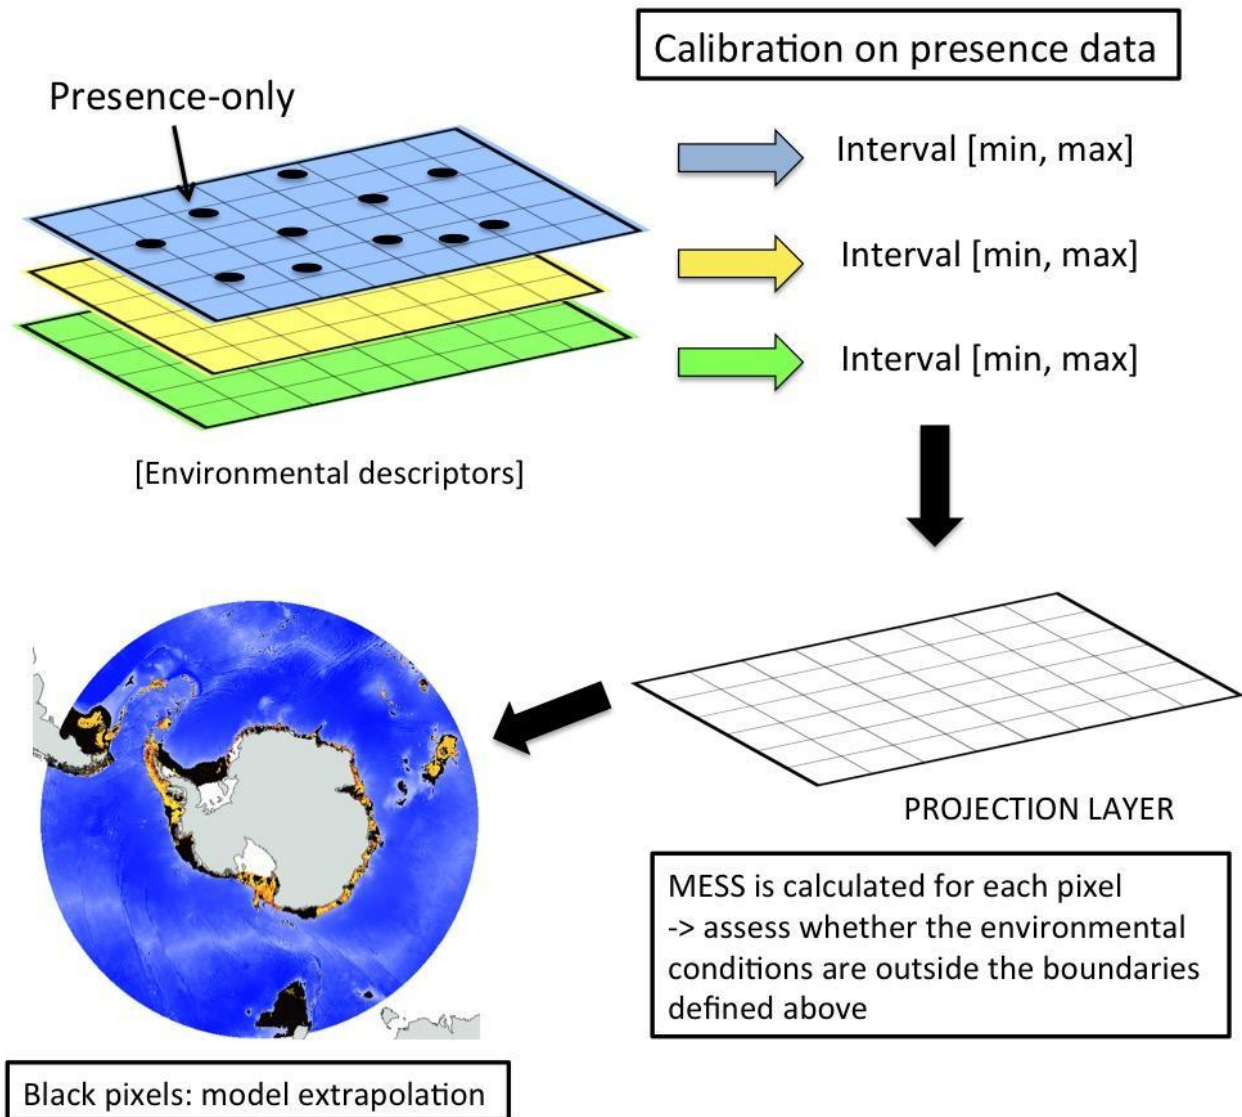 Calibration on presence data
Presence-only
Interval [min, max]
Interval [min, max]
Interval [min, max]
[Environmental descriptors]
PROJECTION LAYER
MESS is calculated for each pixel
-> assess whether the environmental
conditions are outside the boundaries
defined above
Black pixels: model extrapolation